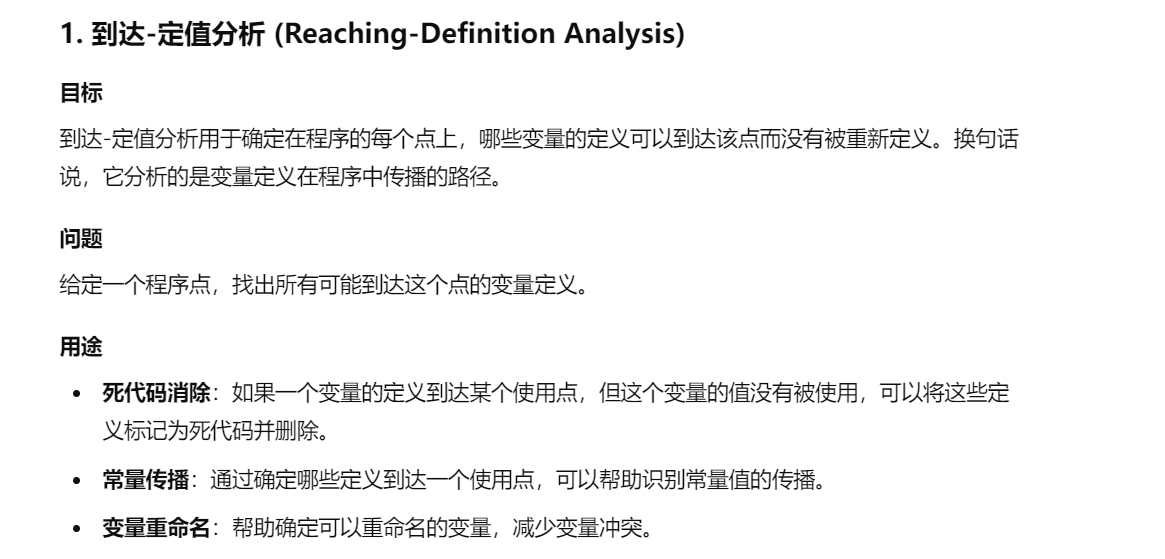 1. 到达-定值分析 (Reaching-Definition Analysis)
目标
到达-定值分析用于确定在程序的每个点上，哪些变量的定义可以到达该点而没有被重新定义。换句话
说，它分析的是变量定义在程序中传播的路径。
问题
给定一个程序点，找出所有可能到达这个点的变量定义。
用途
• 死代码消除：如果一个变量的定义到达某个使用点，但这个变量的值没有被使用，可以将这些定
义标记为死代码并删除。
• 常量传播：通过确定哪些定义到达一个使用点，可以帮助识别常量值的传播。
• 变量重命名：帮助确定可以重命名的变量，减少变量冲突。